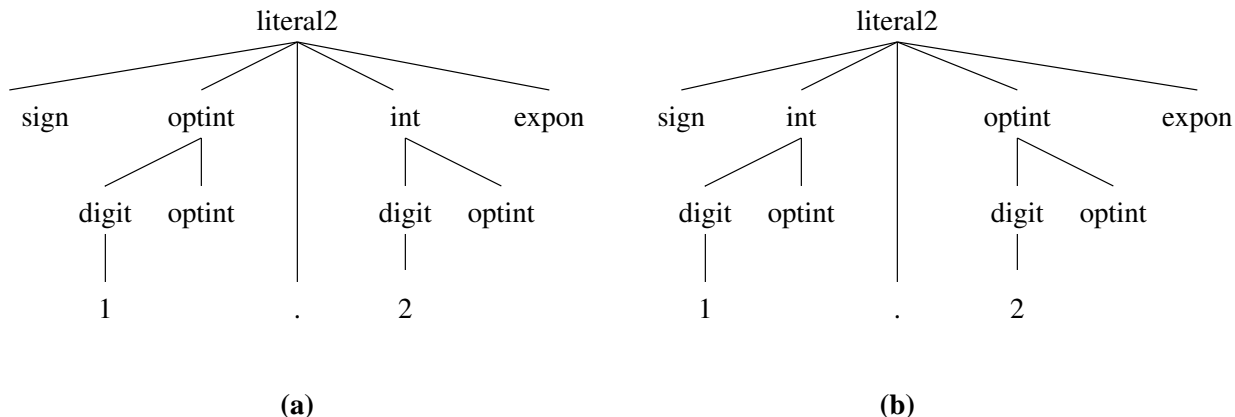 literal2 literal2
sign optint int expon sign int optint expon
digit optint digit optint digit optint digit optint
1 . 2 1 . 2
(a) (b)